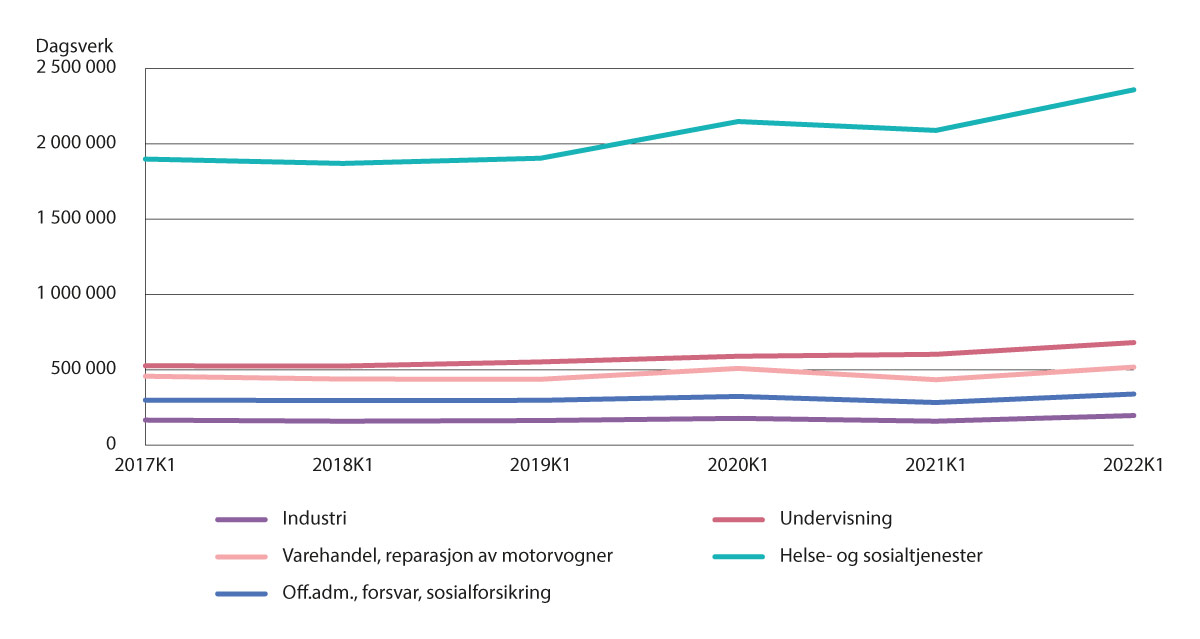 Dagsverk
2 500 000
2 000 000
1 500 000
1 000 000
500 000
0
2017K1 2018K1 2019K1 2020K1 2021K1 2022K1
Industri
Undervisning
Varehandel, reparasjon av motorvogner
Helse- og sosialtjenester
Off.adm., forsvar, sosialforsikring